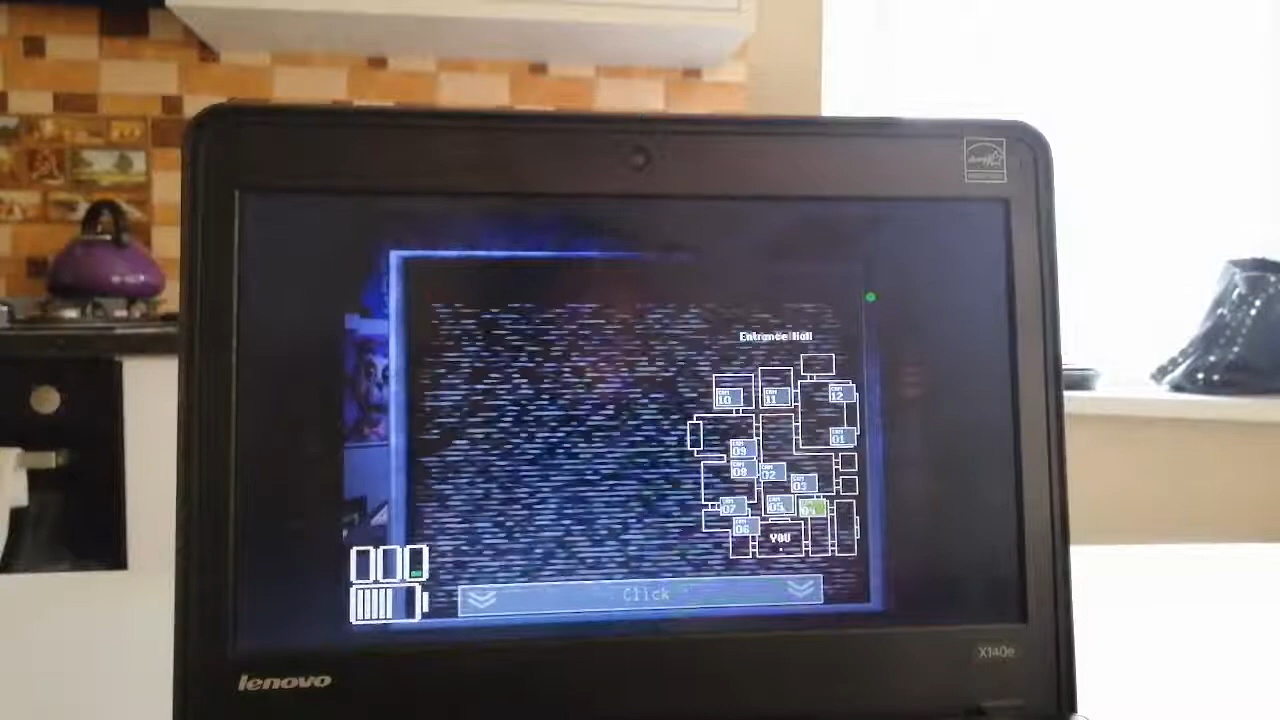 Entrance Hall
CAM 10
CAM 11
CAM 12
CAM 01
CAM 09
CAM 08
CAM 02
CAM 03
CAM 07
CAM 05
CAM 04
CAM 06
YOU
Click
X140e
lenovo